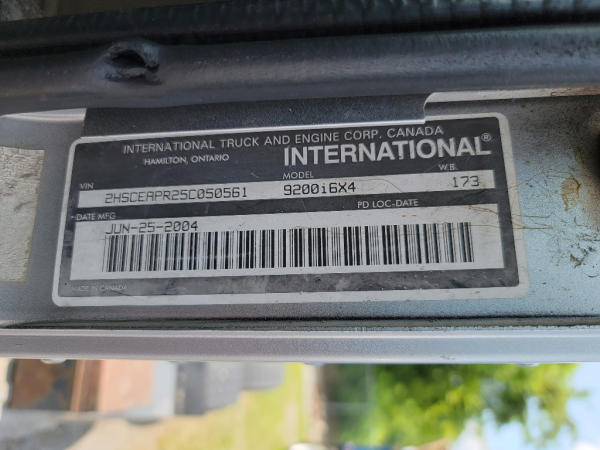 INTERNATIONAL TRUCK AND ENGINE CORP. CANADA
HAMILTON, ONTARIO INTERNATIONAL®
VIN MODEL W.B.
2HSCEAPR25C050561 920016X4 173
DATE MFG PD LOC-DATE
JUN-25-2004
MADE IN CANADA